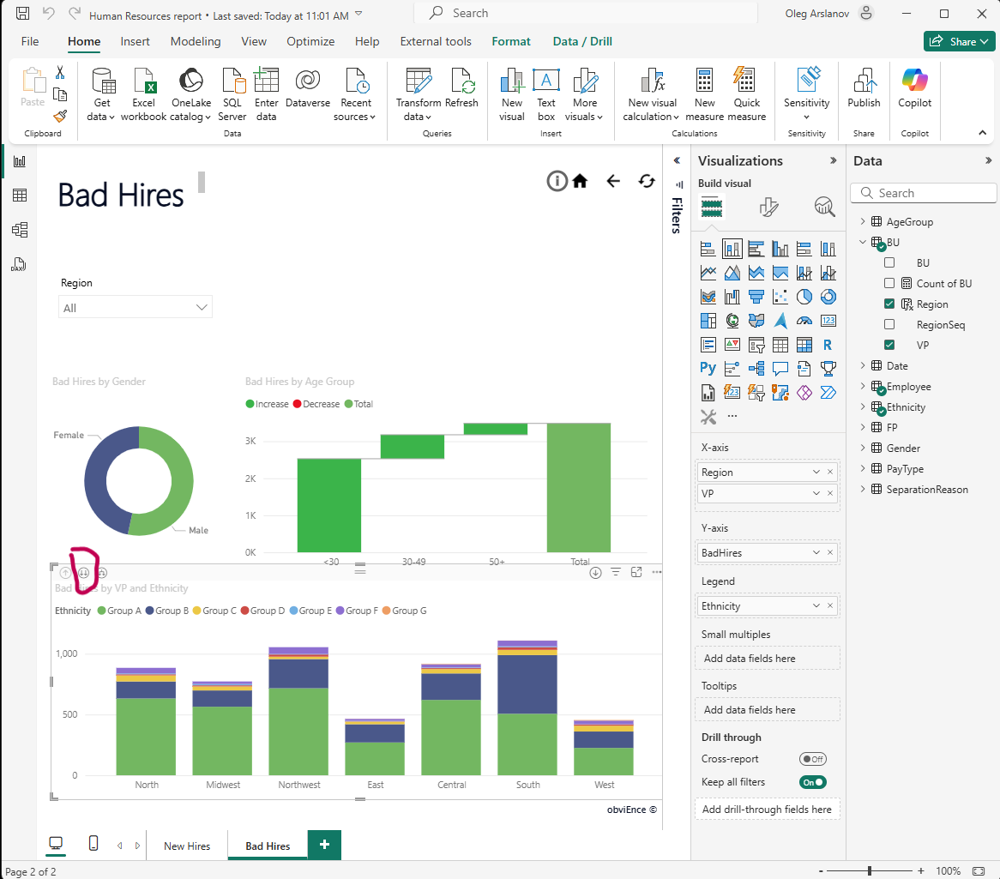 Human Resources report • Last saved: Today at 11:01 AM
Search
Oleg Arslanov
File Home Insert Modeling View Optimize Help External tools Format Data / Drill
Share
Paste
Get data
Excel workbook
OneLake catalog
SQL Server
Enter data
Dataverse
Recent sources
Transform data
Refresh
New visual
Text box
More visuals
New visual calculation
New measure
Quick measure
Sensitivity
Publish
Copilot
Clipboard Data Queries Insert Calculations Sensitivity Share Copilot
Bad Hires
Region
All
Bad Hires by Gender
Female
Male
Bad Hires by Age Group
Increase Decrease Total
3K
2K
1K
0K
<30 30-49 50+ Total
Bad Hires by VP and Ethnicity
Ethnicity Group A Group B Group C Group D Group E Group F Group G
1,000
500
0
North Midwest Northwest East Central South West
obviEnce ©
Filters
Visualizations
Build visual
X-axis
Region
VP
Y-axis
BadHires
Legend
Ethnicity
Small multiples
Add data fields here
Tooltips
Add data fields here
Drill through
Cross-report Off
Keep all filters On
Add drill-through fields here
Data
Search
AgeGroup
BU
BU
Count of BU
Region
RegionSeq
VP
Date
Employee
Ethnicity
FP
Gender
PayType
SeparationReason
New Hires
Bad Hires
+
Page 2 of 2
- + 100%